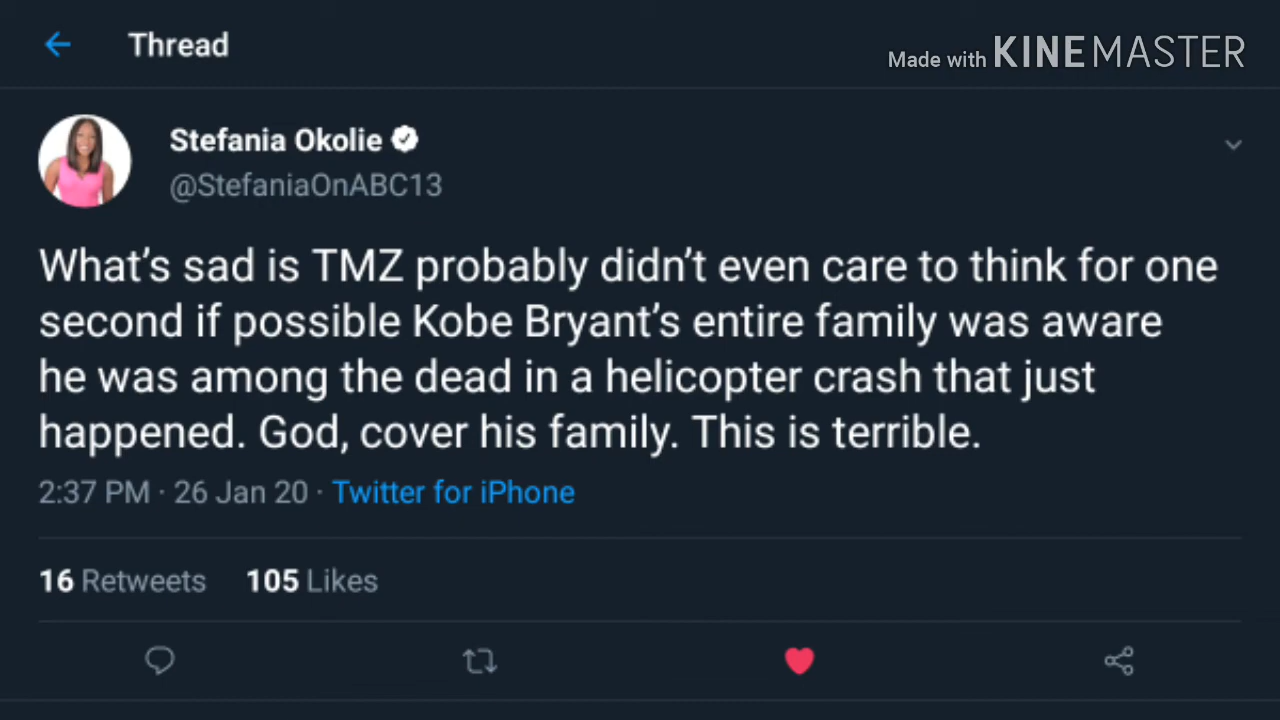 Thread
Made with KINEMASTER
Stefania Okolie
@StefaniaOnABC13
What’s sad is TMZ probably didn’t even care to think for one
second if possible Kobe Bryant’s entire family was aware
he was among the dead in a helicopter crash that just
happened. God, cover his family. This is terrible.
2:37 PM · 26 Jan 20 · Twitter for iPhone
16 Retweets 105 Likes